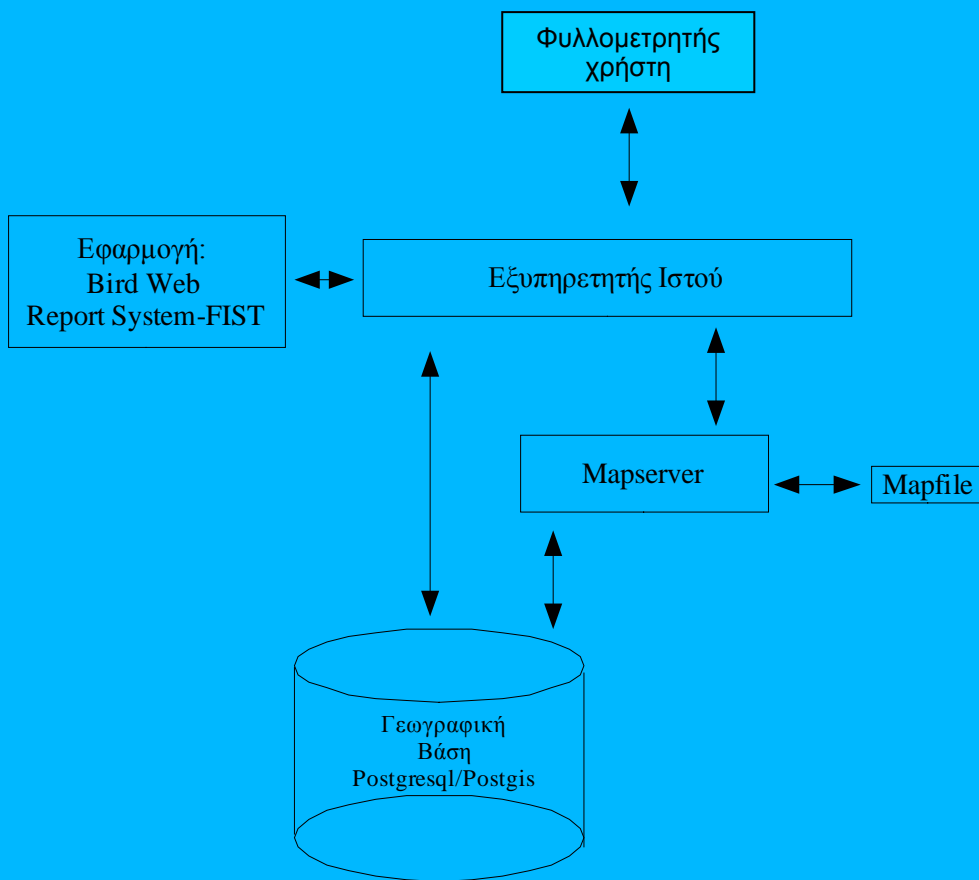 Φυλλομετρητής
χρήστη
Εφαρμογή:
Bird Web
Report System-FIST
Εξυπηρετητής Ιστού
Mapserver
Mapfile
Γεωγραφική
Βάση
Postgresql/Postgis